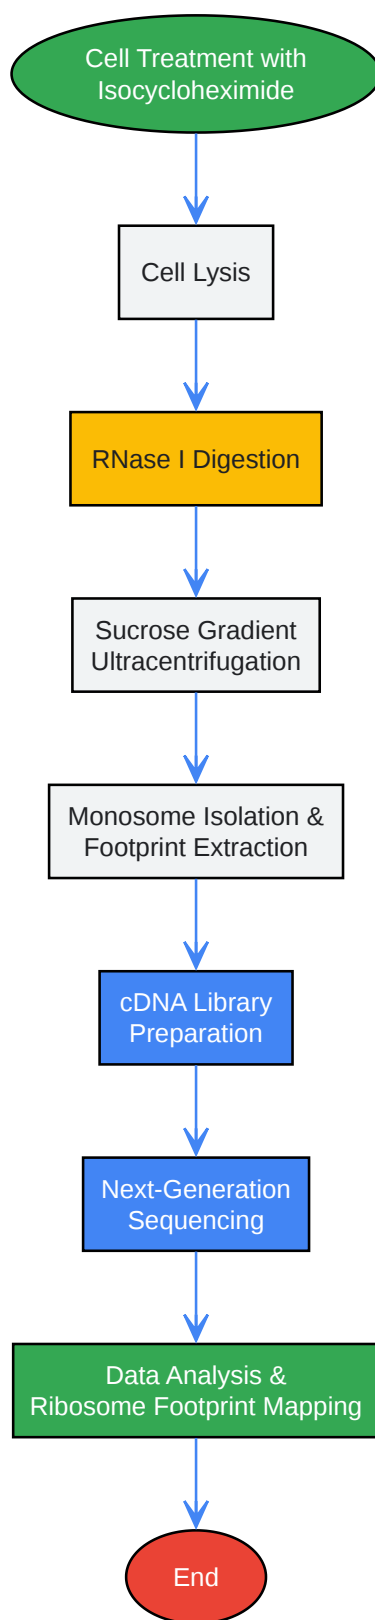 Cell Treatment with
Isocycloheximide
Cell Lysis
RNase I Digestion
Sucrose Gradient
Ultracentrifugation
Monosome Isolation &
Footprint Extraction
cDNA Library
Preparation
Next-Generation
Sequencing
Data Analysis &
Ribosome Footprint Mapping
End